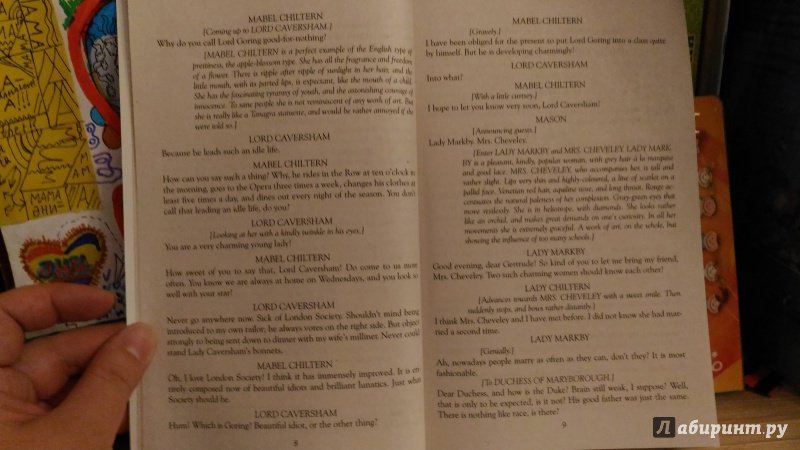 MABEL CHILTERN
[Coming up to LORD CAVERSHAM.]
Why do you call Lord Goring good-for-nothing?
[MABEL CHILTERN is a perfect example of the English type of
prettiness, the apple-blossom type. She has all the fragrance and freedom
of a flower. There is ripple after ripple of sunlight in her hair, and the
little mouth, with its parted lips, is expectant, like the mouth of a child.
She has the fascinating tyranny of youth, and the astonishing courage of
innocence. To sane people she is not reminiscent of any work of art. But
she is really like a Tanagra statuette, and would be rather annoyed if she
were told so.]
LORD CAVERSHAM
Because he leads such an idle life.
MABEL CHILTERN
How can you say such a thing? Why, he rides in the Row at ten o'clock in
the morning, goes to the Opera three times a week, changes his clothes at
least five times a day, and dines out every night of the season. You don't
call that leading an idle life, do you?
LORD CAVERSHAM
[Looking at her with a kindly twinkle in his eyes.]
You are a very charming young lady!
MABEL CHILTERN
How sweet of you to say that, Lord Caversham! Do come to us more
often. You know we are always at home on Wednesdays, and you look so
well with your star!
LORD CAVERSHAM
Never go anywhere now. Sick of London Society. Shouldn't mind being
introduced to my own tailor; he always votes on the right side. But object
strongly to being sent down to dinner with my wife's milliner. Never could
stand Lady Caversham's bonnets.
MABEL CHILTERN
Oh, I love London Society! I think it has immensely improved. It is en-
tirely composed now of beautiful idiots and brilliant lunatics. Just what
Society should be.
LORD CAVERSHAM
Hum! Which is Goring? Beautiful idiot, or the other thing?
8
MABEL CHILTERN
[Gravely.]
I have been obliged for the present to put Lord Goring into a class quite
by himself. But he is developing charmingly!
LORD CAVERSHAM
Into what?
MABEL CHILTERN
[With a little curtsey.]
I hope to let you know very soon, Lord Caversham!
MASON
[Announcing guests.]
Lady Markby. Mrs. Cheveley.
[Enter LADY MARKBY and MRS. CHEVELEY. LADY MARK-
BY is a pleasant, kindly, popular woman, with grey hair à la marquise
and good lace. MRS. CHEVELEY, who accompanies her, is tall and
rather slight. Lips very thin and highly-coloured, a line of scarlet on a
pallid face. Venetian red hair, aquiline nose, and long throat. Rouge ac-
centuates the natural paleness of her complexion. Gray-green eyes that
move restlessly. She is in heliotrope, with diamonds. She looks rather
like an orchid, and makes great demands on one's curiosity. In all her
movements she is extremely graceful. A work of art, on the whole, but
showing the influence of too many schools.]
LADY MARKBY
Good evening, dear Gertrude! So kind of you to let me bring my friend,
Mrs. Cheveley. Two such charming women should know each other!
LADY CHILTERN
[Advances towards MRS. CHEVELEY with a sweet smile. Then
suddenly stops, and bows rather distantly.]
I think Mrs. Cheveley and I have met before. I did not know she had mar-
ried a second time.
LADY MARKBY
[Genially.]
Ah, nowadays people marry as often as they can, don't they? It is most
fashionable.
[To DUCHESS OF MARYBOROUGH.]
Dear Duchess, and how is the Duke? Brain still weak, I suppose? Well,
that is only to be expected, is it not? His good father was just the same.
There is nothing like race, is there?
9
МАМА
Лабиринт.ру